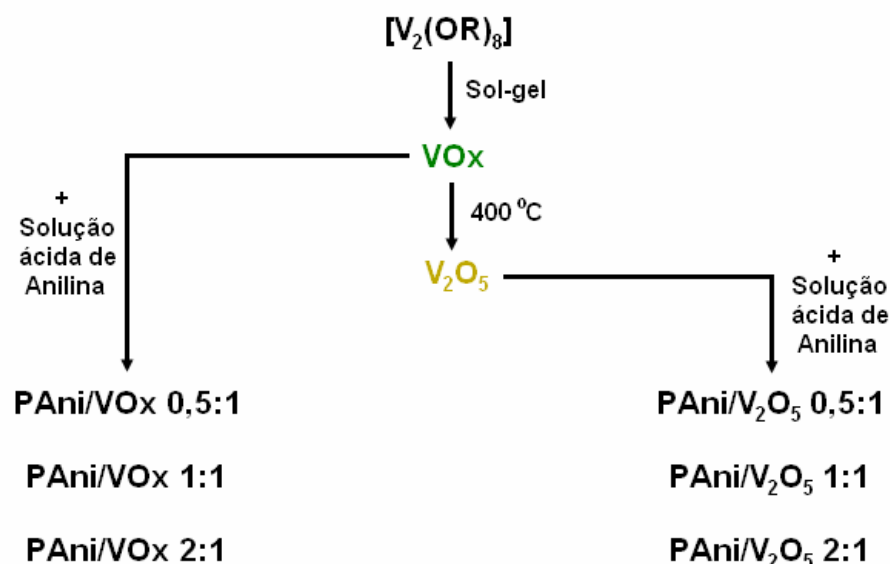 [V₂(OR)₈]
Sol-gel
VOx
+
Solução
ácida de
Anilina
400 ºC
V₂O₅
+
Solução
ácida de
Anilina
PAni/VOx 0,5:1
PAni/V₂O₅ 0,5:1
PAni/VOx 1:1
PAni/V₂O₅ 1:1
PAni/VOx 2:1
PAni/V₂O₅ 2:1